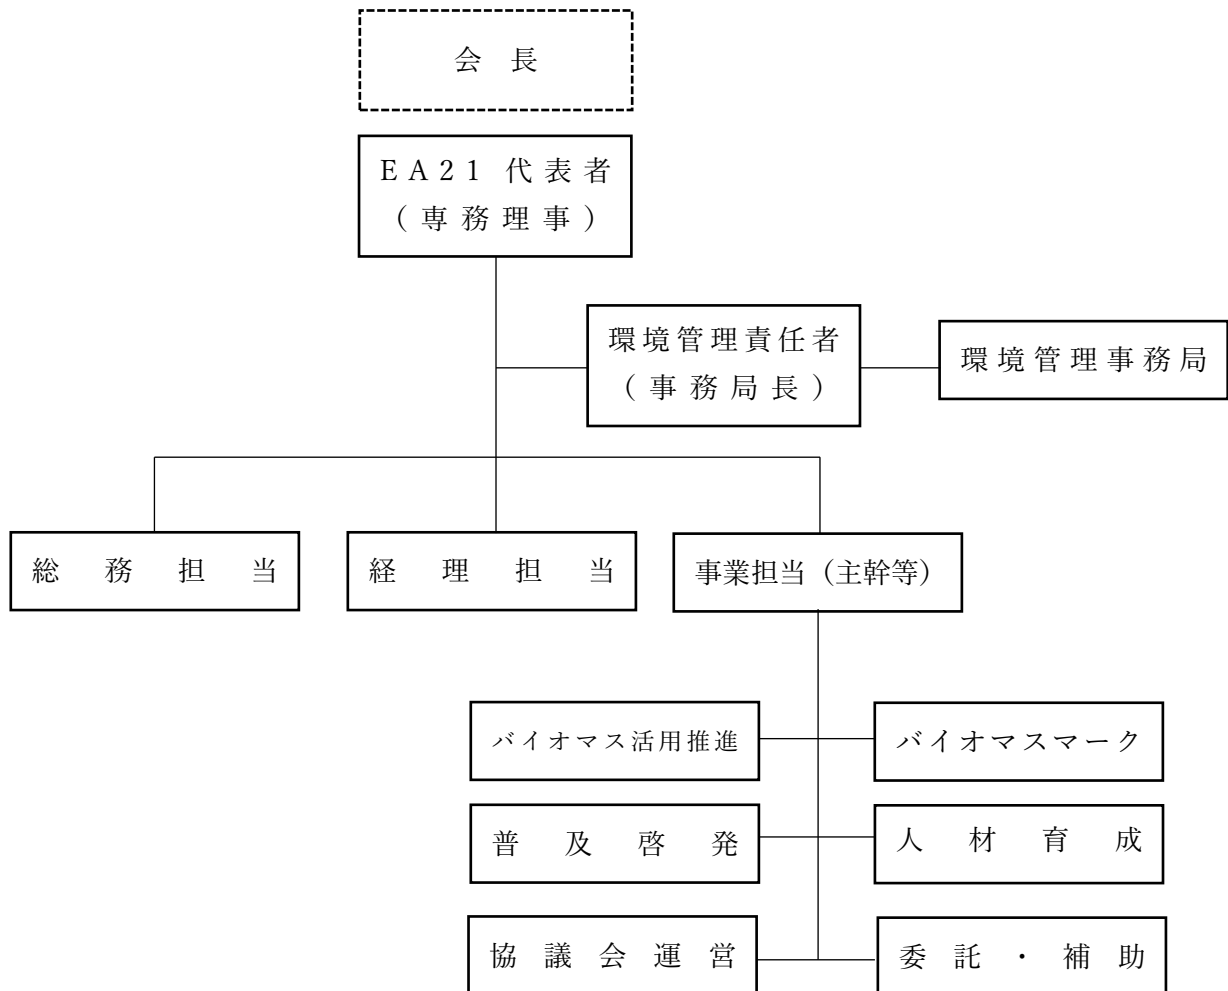 会長
EA21 代表者
(専務理事)
環境管理責任者
(事務局長)
環境管理事務局
総務担当
経理担当
事業担当(主幹等)
バイオマス活用推進
バイオマスマーク
普及啓発
人材育成
協議会運営
委託・補助